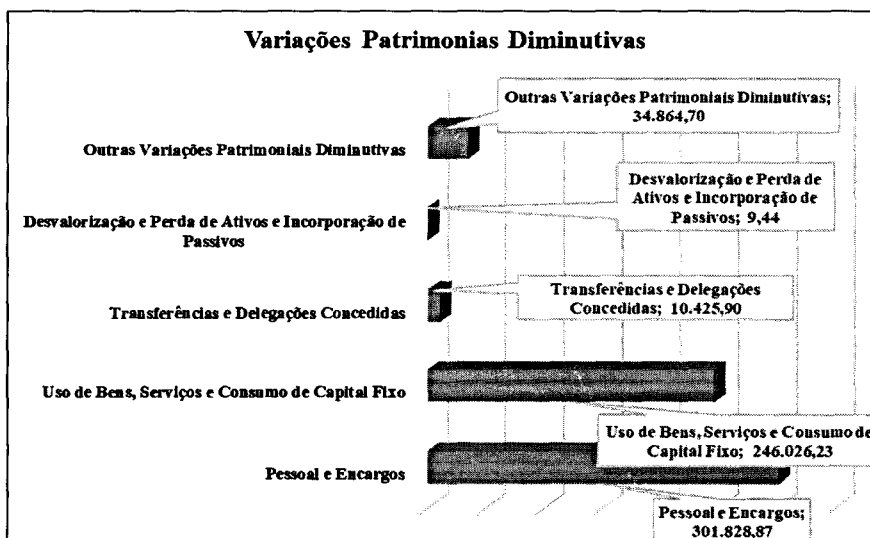 Variações Patrimonias Diminutivas
Outras Variações Patrimoniais Diminutivas;
34.864,70
Outras Variações Patrimoniais Diminutivas
Desvalorização e Perda de
Ativos e Incorporação de
Passivos; 9,44
Desvalorização e Perda de Ativos e Incorporação de
Passivos
Transferências e Delegações
Concedidas; 10.425,90
Transferências e Delegações Concedidas
Uso de Bens, Serviços e Consumo de Capital Fixo
Uso de Bens, Serviços e Consumo de
Capital Fixo; 246.026,23
Pessoal e Encargos
Pessoal e Encargos;
301.828,87